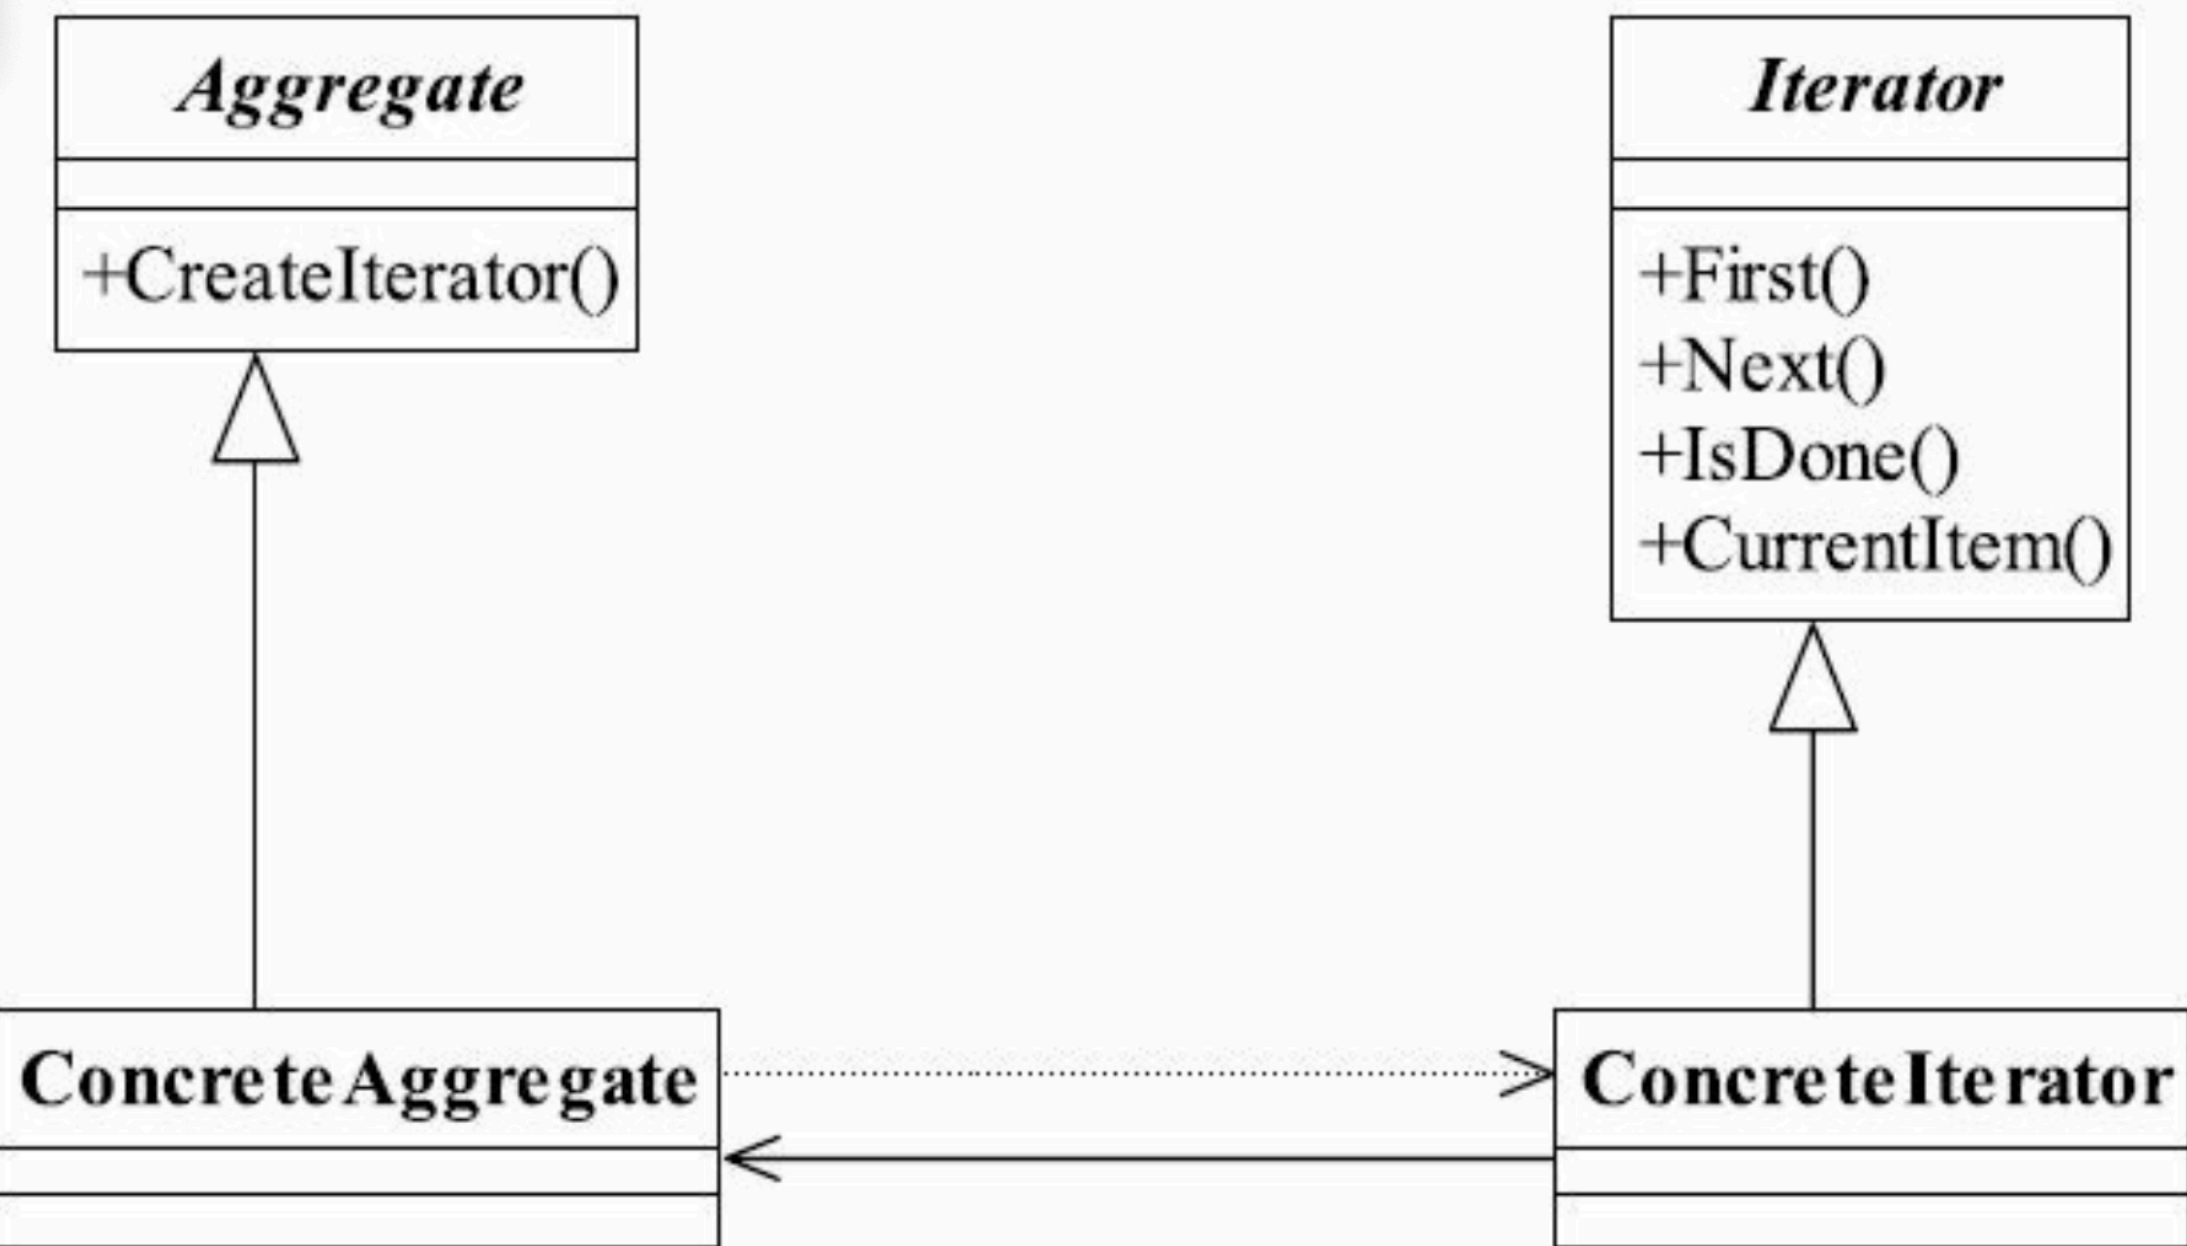 Aggregate
+CreateIterator()
Iterator
+First()
+Next()
+IsDone()
+CurrentItem()
ConcreteAggregate
ConcreteIterator